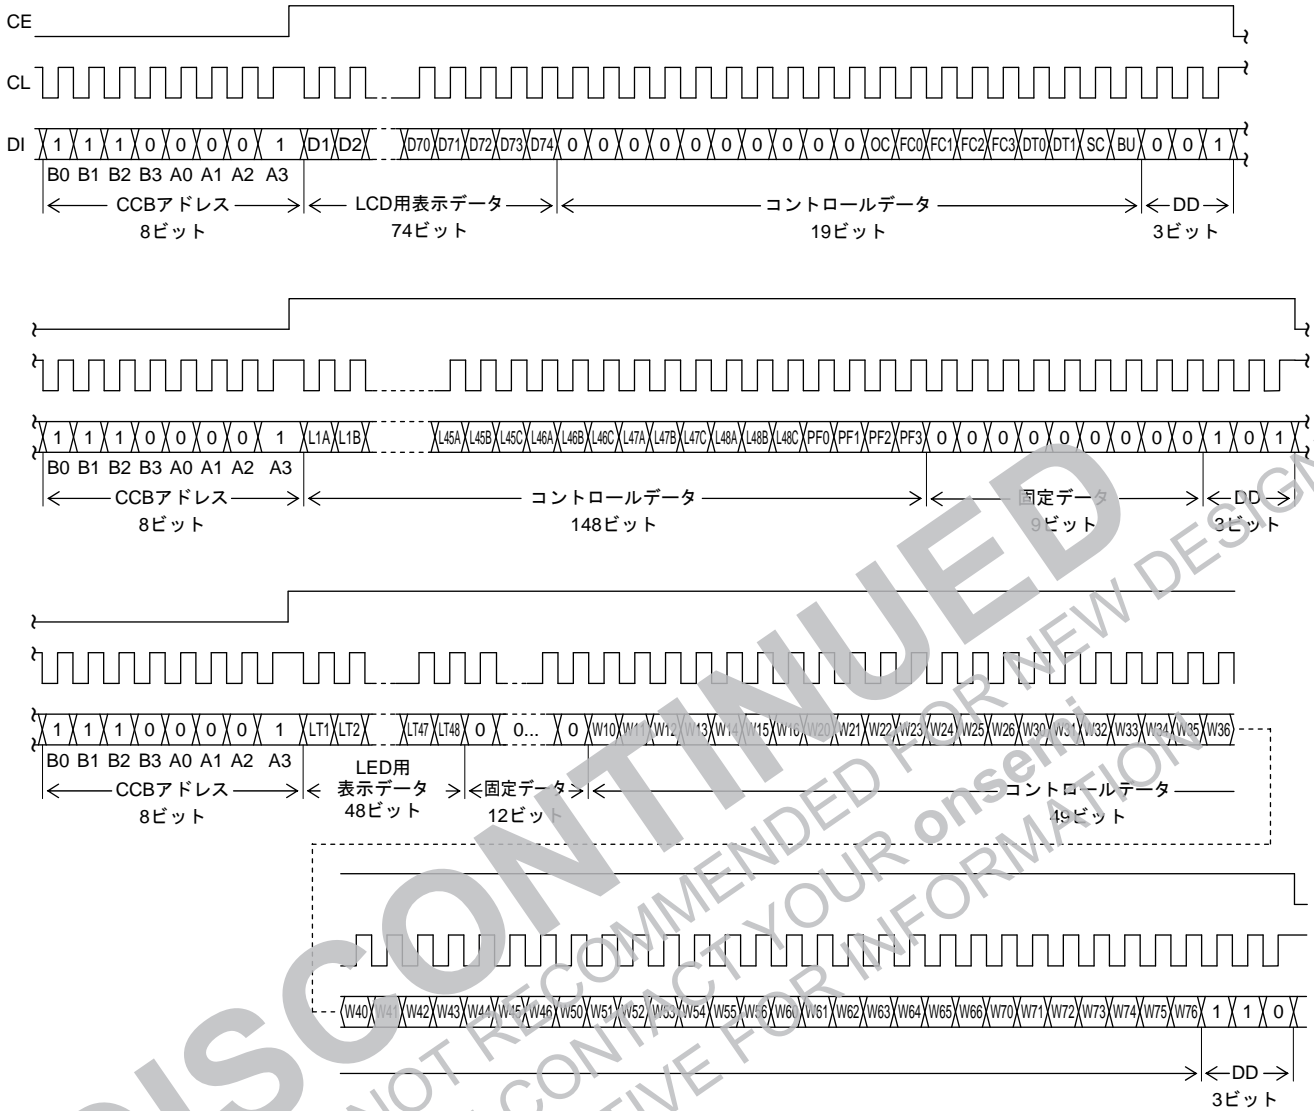 CE
CL
DI 1 1 1 0 0 0 0 1 D1 D2 D70 D71 D72 D73 D74 0 0 0 0 0 0 0 0 0 0 OC FC0 FC1 FC2 FC3 DT0 DT1 SC BU 0 0 1
B0 B1 B2 B3 A0 A1 A2 A3
CCBアドレス LCD用表示データ コントロールデータ DD
8ビット 74ビット 19ビット 3ビット
1 1 1 0 0 0 0 1 L1A L1B L45A L45B L45C L46A L46B L46C L47A L47B L47C L48A L48B L48C PF0 PF1 PF2 PF3 0 0 0 0 0 0 0 0 0 1 0 1
B0 B1 B2 B3 A0 A1 A2 A3
CCBアドレス コントロールデータ 固定データ DD
8ビット 148ビット 9ビット 3ビット
1 1 1 0 0 0 0 1 LT1 LT2 LT47 LT48 0 0... 0 W10 W11 W12 W13 W14 W15 W16 W20 W21 W22 W23 W24 W25 W26 W30 W31 W32 W33 W34 W35 W36
B0 B1 B2 B3 A0 A1 A2 A3
CCBアドレス LED用 表示データ 固定データ コントロールデータ
8ビット 48ビット 12ビット 49ビット
W40 W41 W42 W43 W44 W45 W46 W50 W51 W52 W53 W54 W55 W56 W60 W61 W62 W63 W64 W65 W66 W70 W71 W72 W73 W74 W75 W76 1 1 0
DD
3ビット
DISCONTINUED
NOT RECOMMENDED FOR NEW DESIGN
CONTACT YOUR onsemi
FOR INFORMATION